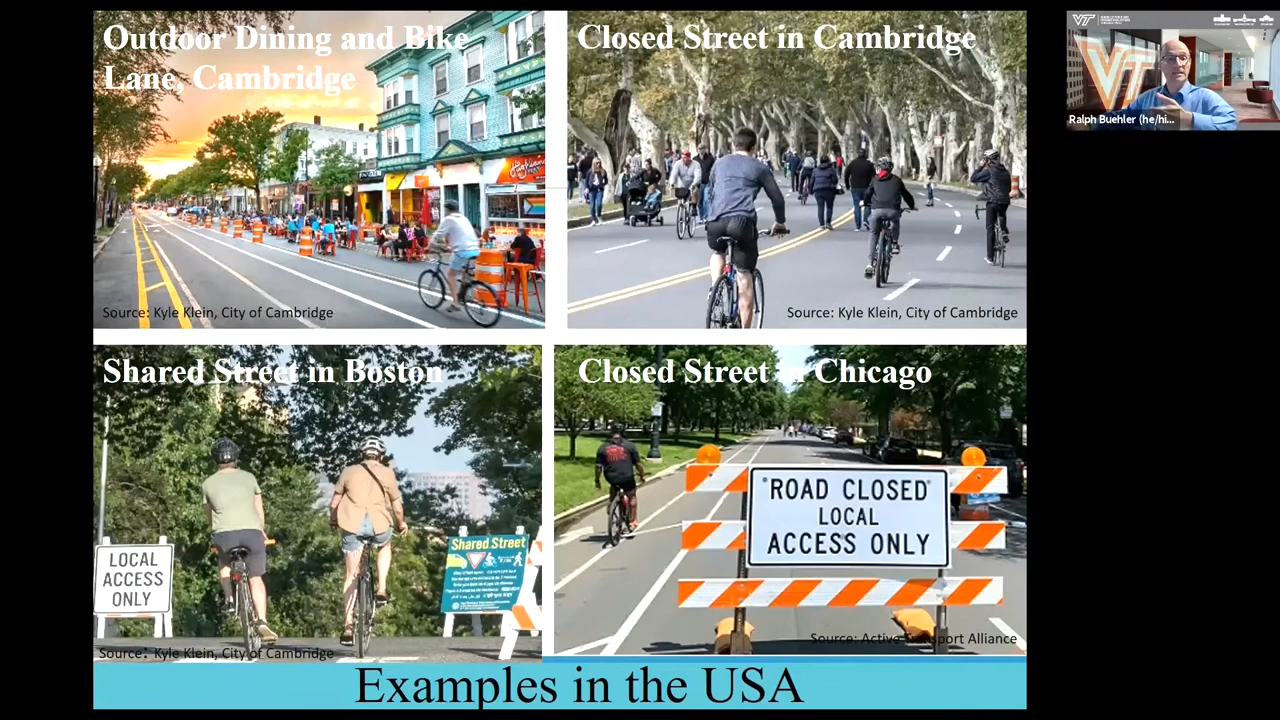 Outdoor Dining and Bike
Lane, Cambridge
Source: Kyle Klein, City of Cambridge
Closed Street in Cambridge
Source: Kyle Klein, City of Cambridge
Shared Street in Boston
LOCAL
ACCESS
ONLY
Shared Street
Source: Kyle Klein, City of Cambridge
Closed Street in Chicago
ROAD CLOSED
LOCAL
ACCESS ONLY
Source: Active Transport Alliance
Examples in the USA
VT
VT
Ralph Buehler (he/hi...